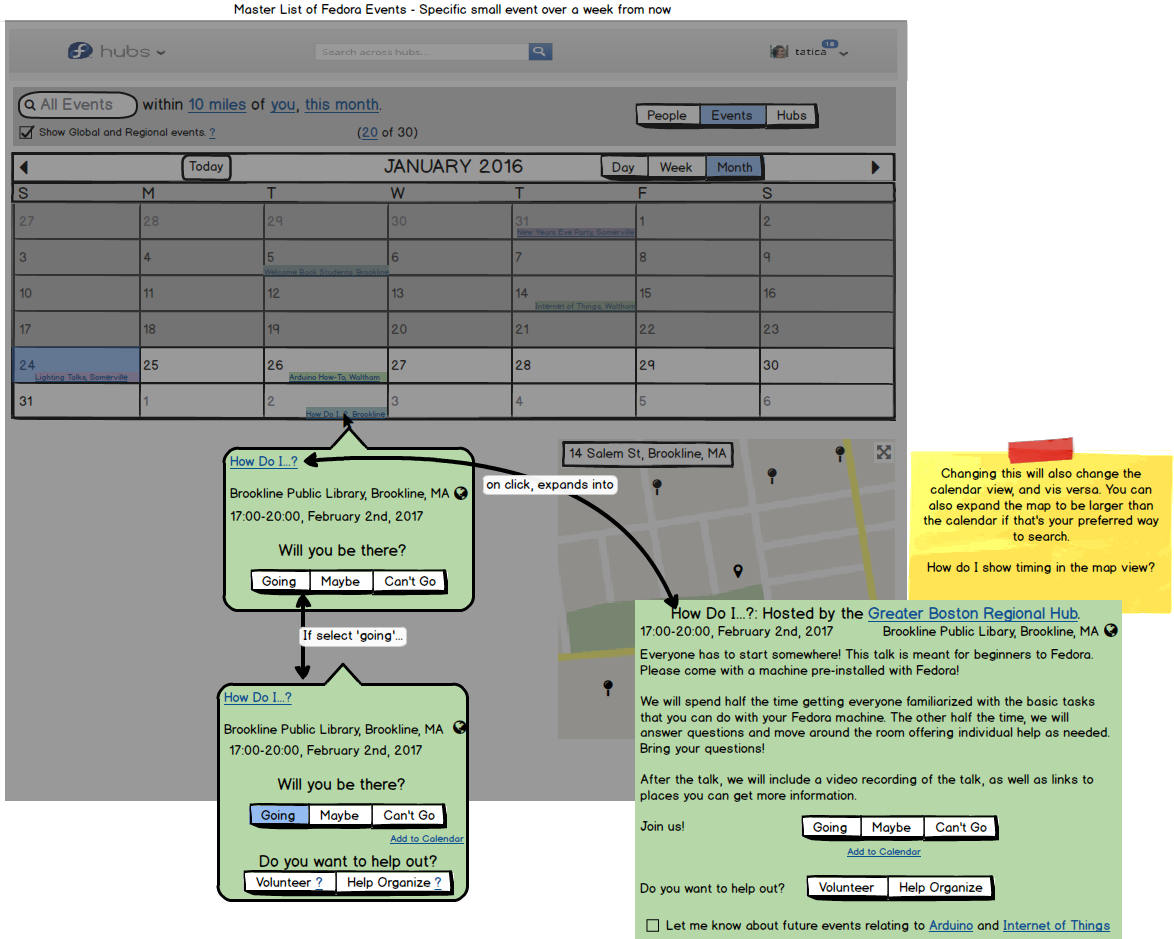 Master List of Fedora Events - Specific small event over a week from now
hubs
Search across hubs...
tatica
18
All Events
within 10 miles of you, this month.
Show Global and Regional events. ?
(20 of 30)
People Events Hubs
Today
JANUARY 2016
Day Week Month
S M T W T F S
27 28 29 30 31 1 2
New Years Eve Party, Somerville
3 4 5 6 7 8 9
Welcome Back Students, Brookline
10 11 12 13 14 15 16
Internet of Things, Waltham
17 18 19 20 21 22 23
24 25 26 27 28 29 30
Lighting Talks, Somerville
Arduino How-To, Waltham
31 1 2 3 4 5 6
How Do I...?, Brookline
How Do I...?
Brookline Public Library, Brookline, MA
17:00-20:00, February 2nd, 2017
Will you be there?
Going Maybe Can't Go
on click, expands into
If select 'going'...
How Do I...?
Brookline Public Library, Brookline, MA
17:00-20:00, February 2nd, 2017
Will you be there?
Going Maybe Can't Go
Add to Calendar
Do you want to help out?
Volunteer ? Help Organize ?
14 Salem St, Brookline, MA
Changing this will also change the
calendar view, and vis versa. You can
also expand the map to be larger than
the calendar if that's your preferred way
to search.
How do I show timing in the map view?
How Do I...?: Hosted by the Greater Boston Regional Hub.
17:00-20:00, February 2nd, 2017
Brookline Public Libary, Brookline, MA
Everyone has to start somewhere! This talk is meant for beginners to Fedora.
Please come with a machine pre-installed with Fedora!
We will spend half the time getting everyone familiarized with the basic tasks
that you can do with your Fedora machine. The other half the time, we will
answer questions and move around the room offering individual help as needed.
Bring your questions!
After the talk, we will include a video recording of the talk, as well as links to
places you can get more information.
Join us!
Going Maybe Can't Go
Add to Calendar
Do you want to help out?
Volunteer Help Organize
Let me know about future events relating to Arduino and Internet of Things